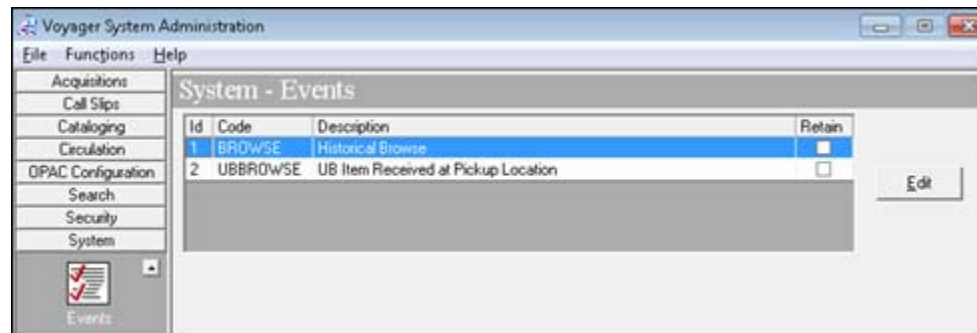 Voyager System Administration
File Functions Help
Acquisitions
Call Slips
Cataloging
Circulation
OPAC Configuration
Search
Security
System
Events
System - Events
Id Code Description Retain
1 BROWSE Historical Browse
2 UBBROWSE UB Item Received at Pickup Location
Edit